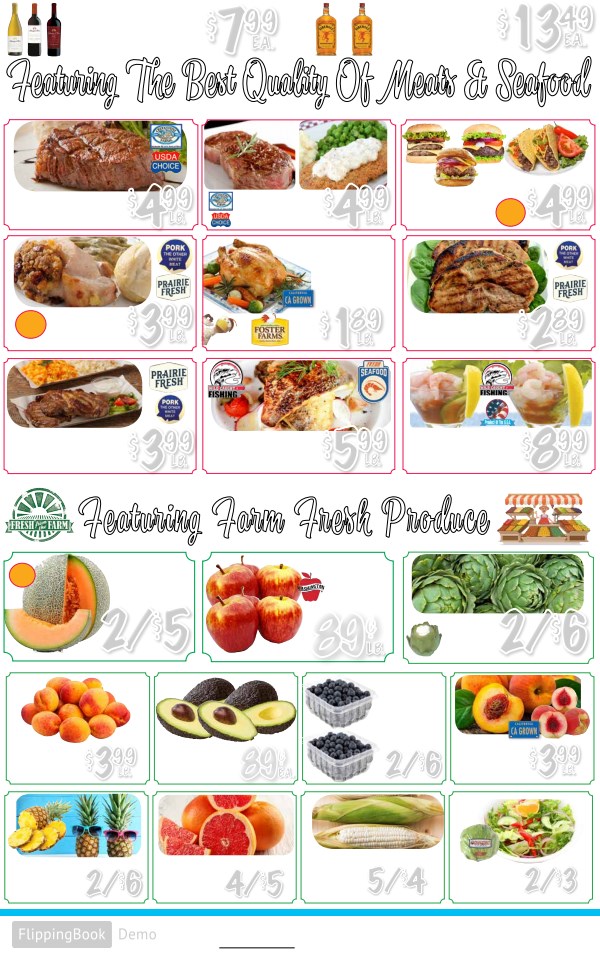 $7.99 EA.
$13.49 EA.
Featuring The Best Quality Of Meats & Seafood
USDA CHOICE
$4.99 LB.
USDA CHOICE
$4.99 LB.
$4.99 LB.
PORK THE OTHER WHITE MEAT
PRAIRIE FRESH
$3.99 LB.
CA GROWN
FOSTER FARMS
$1.89 LB.
PORK THE OTHER WHITE MEAT
PRAIRIE FRESH
$2.89 LB.
PRAIRIE FRESH
PORK THE OTHER WHITE MEAT
$3.99 LB.
FISHING
SEAFOOD
$5.99 LB.
FISHING
$8.99 LB.
FRESH FROM THE FARM
Featuring Farm Fresh Produce
2/$5
WASHINGTON
89¢ LB.
2/$6
$3.99 LB.
89¢ EA.
2/$6
CA GROWN
$3.99 LB.
2/$6
4/$5
5/$4
2/$3
FlippingBook Demo